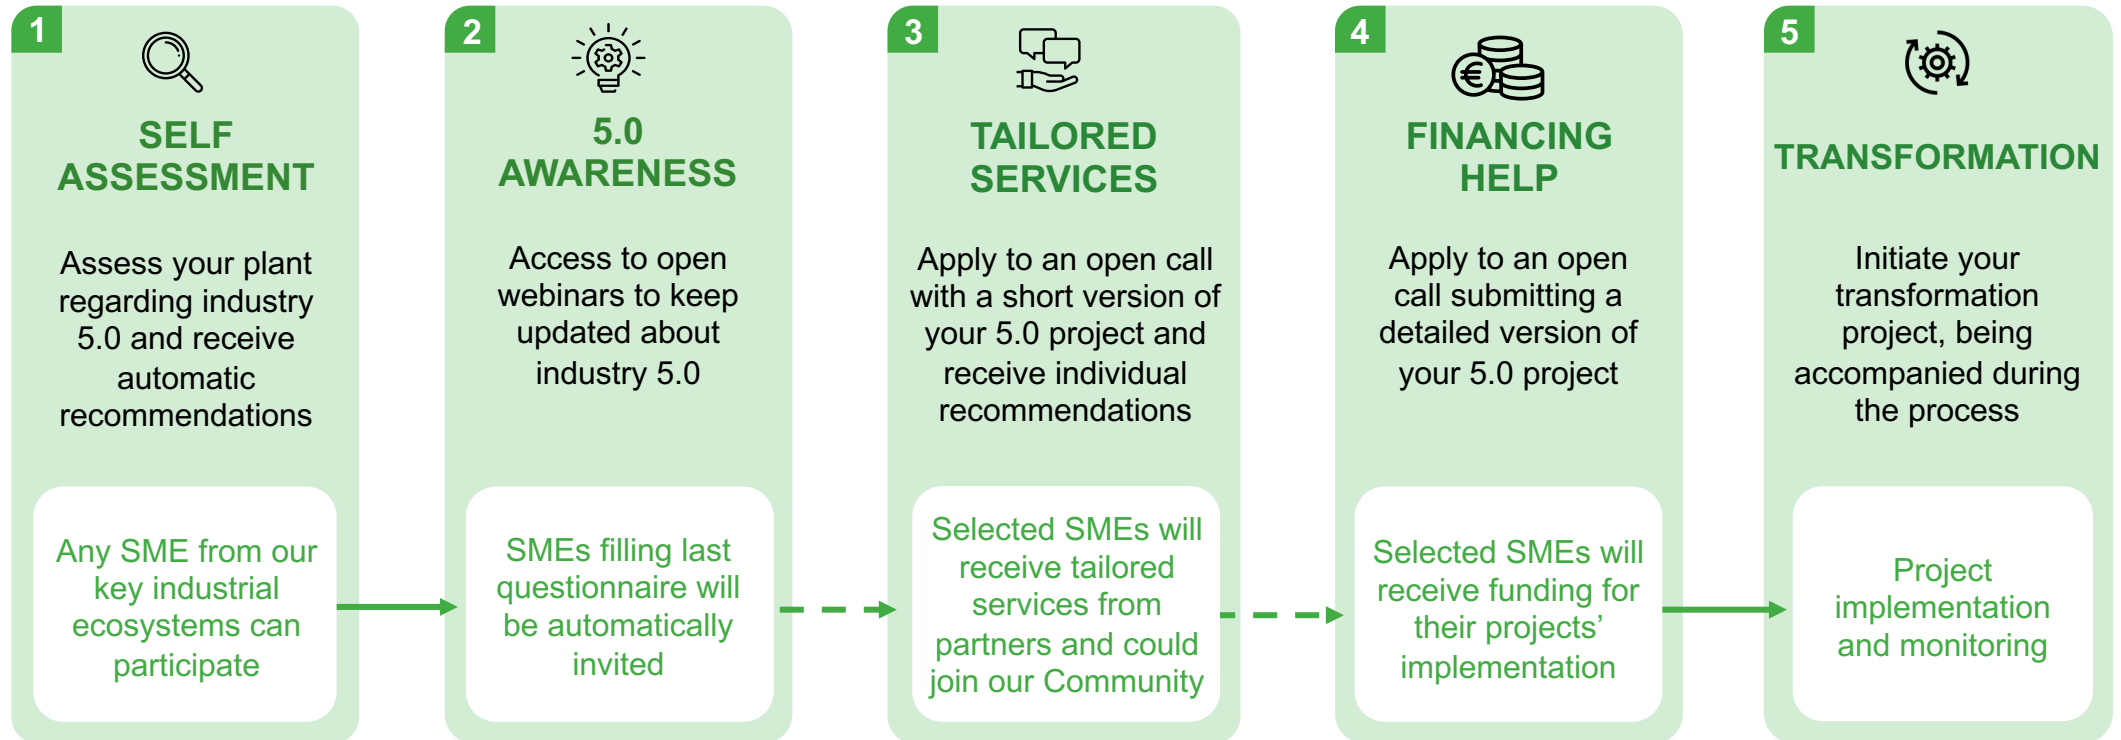 1
SELF
ASSESSMENT
Assess your plant
regarding industry
5.0 and receive
automatic
recommendations
Any SME from our
key industrial
ecosystems can
participate
2
5.0
AWARENESS
Access to open
webinars to keep
updated about
industry 5.0
SMEs filling last
questionnaire will
be automatically
invited
3
TAILORED
SERVICES
Apply to an open call
with a short version of
your 5.0 project and
receive individual
recommendations
Selected SMEs will
receive tailored
services from
partners and could
join our Community
4
€
FINANCING
HELP
Apply to an open
call submitting a
detailed version of
your 5.0 project
Selected SMEs will
receive funding for
their projects’
implementation
5
TRANSFORMATION
Initiate your
transformation
project, being
accompanied during
the process
Project
implementation
and monitoring